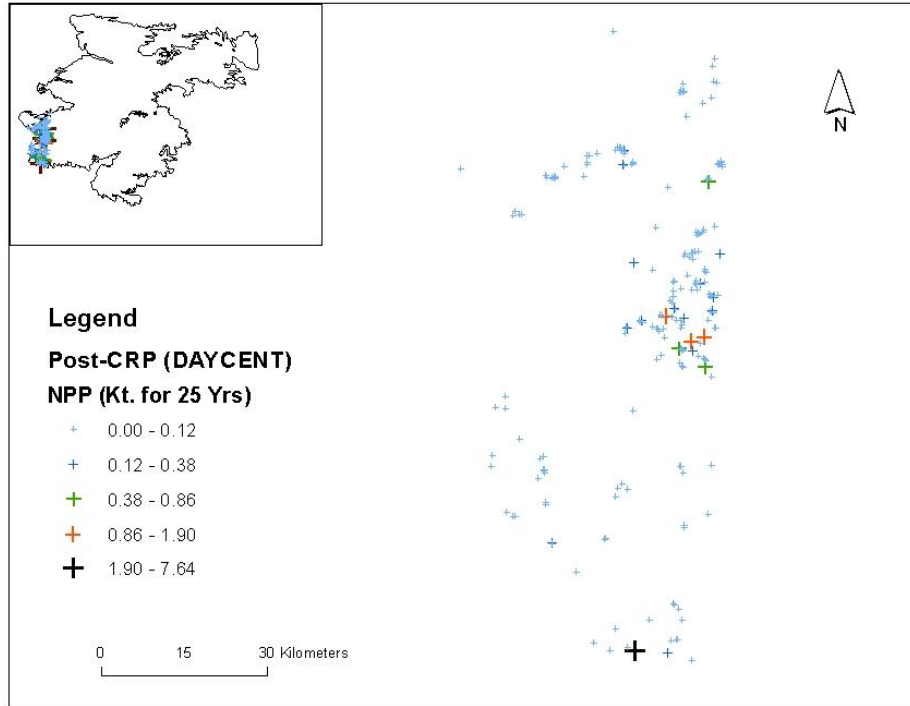 N
Legend
Post-CRP (DAYCENT)
NPP (Kt. for 25 Yrs)
0.00 - 0.12
0.12 - 0.38
0.38 - 0.86
0.86 - 1.90
1.90 - 7.64
0 15 30 Kilometers